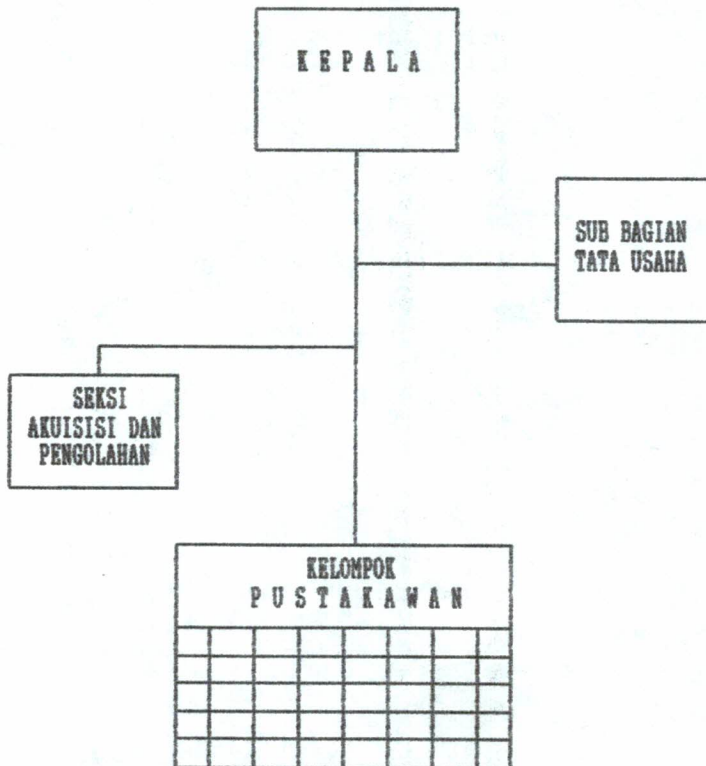 K E P A L A
SUB BAGIAN
TATA USAHA
SEKSI
AKUISISI DAN
PENGOLAHAN
KELOMPOK
P U S T A K A W A N